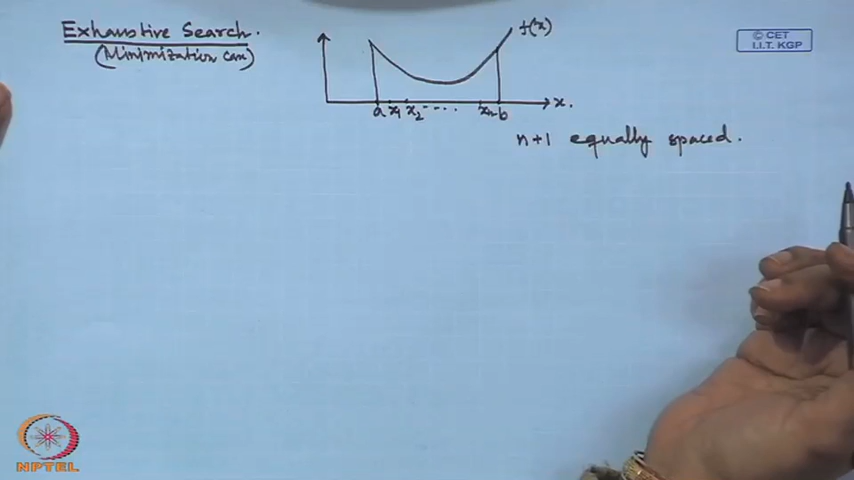 Exhaustive Search.
(Minimization case)
f(x)
a x₁ x₂ ---- xₙ b
x.
n+1 equally spaced.
© CET
I.I.T. KGP
NPTEL